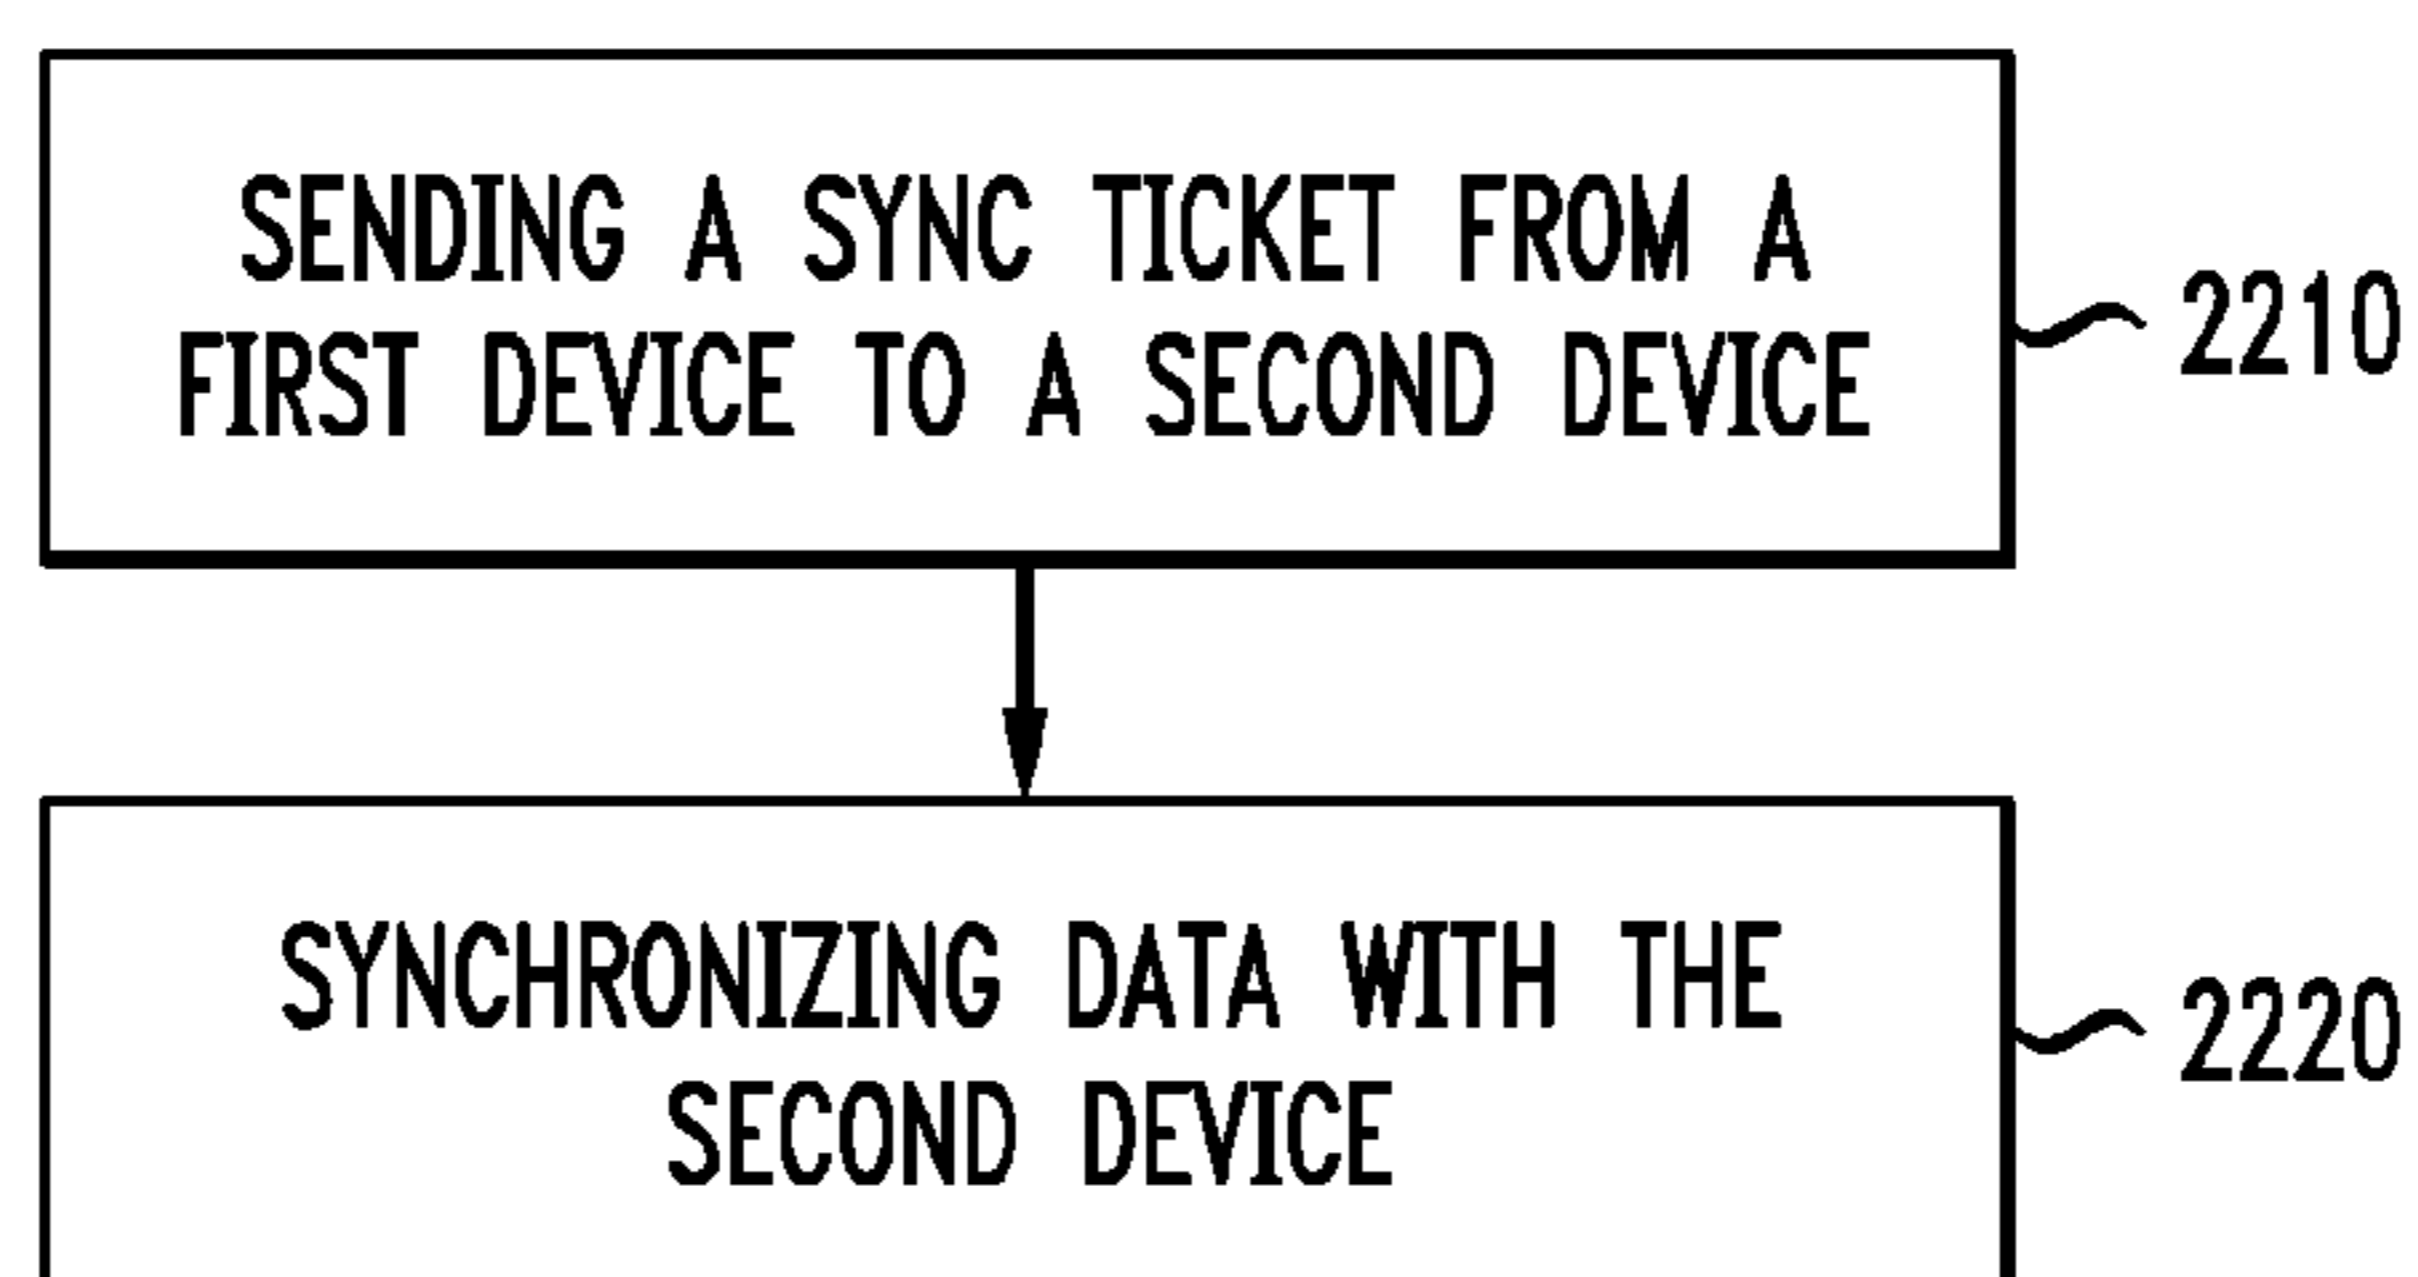 SENDING A SYNC TICKET FROM A
FIRST DEVICE TO A SECOND DEVICE
2210
SYNCHRONIZING DATA WITH THE
SECOND DEVICE
2220